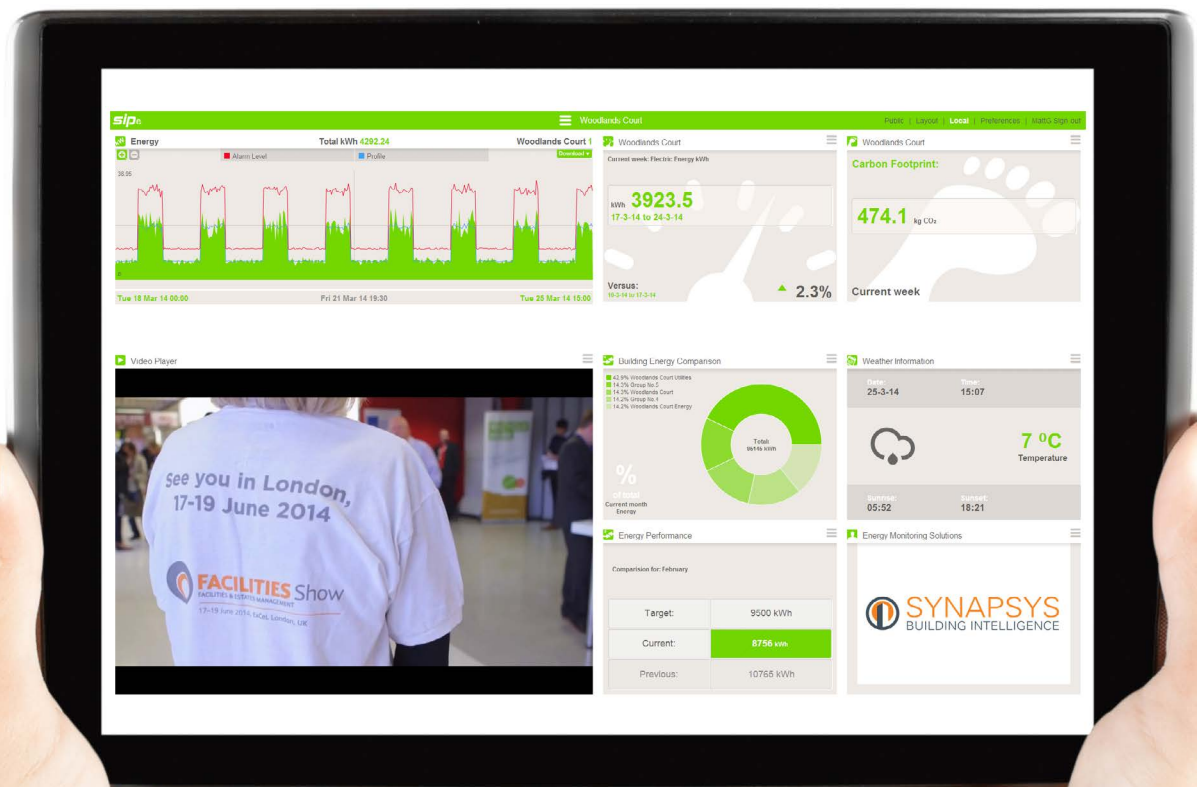 sip
Woodlands Court
Public | Layout | Local | Preferences | MattG Sign out
Energy
Total kWh 4292.24
Woodlands Court 1
Alarm Level
Profile
Download
38.95
0
Tue 18 Mar 14 00:00
Fri 21 Mar 14 19:30
Tue 25 Mar 14 15:00
Woodlands Court
Current week: Electric Energy kWh
kWh 3923.5
17-3-14 to 24-3-14
Versus:
10-3-14 to 17-3-14
2.3%
Woodlands Court
Carbon Footprint:
474.1 kg CO₂
Current week
Video Player
See you in London,
17-19 June 2014
FACILITIES Show
FACILITIES & ESTATES MANAGEMENT
17-19 June 2014, ExCeL London, UK
Building Energy Comparison
42.9% Woodlands Court Utilities
14.3% Group No.5
14.3% Woodlands Court
14.2% Group No.4
14.2% Woodlands Court Energy
Total:
kWh
%
of total
Current month
Energy
Weather Information
Date:
25-3-14
Time:
15:07
7 ºC
Temperature
Sunrise:
05:52
Sunset:
18:21
Energy Performance
Comparision for: February
Target:
9500 kWh
Current:
8756 kWh
Previous:
10765 kWh
Energy Monitoring Solutions
SYNAPSYS
BUILDING INTELLIGENCE